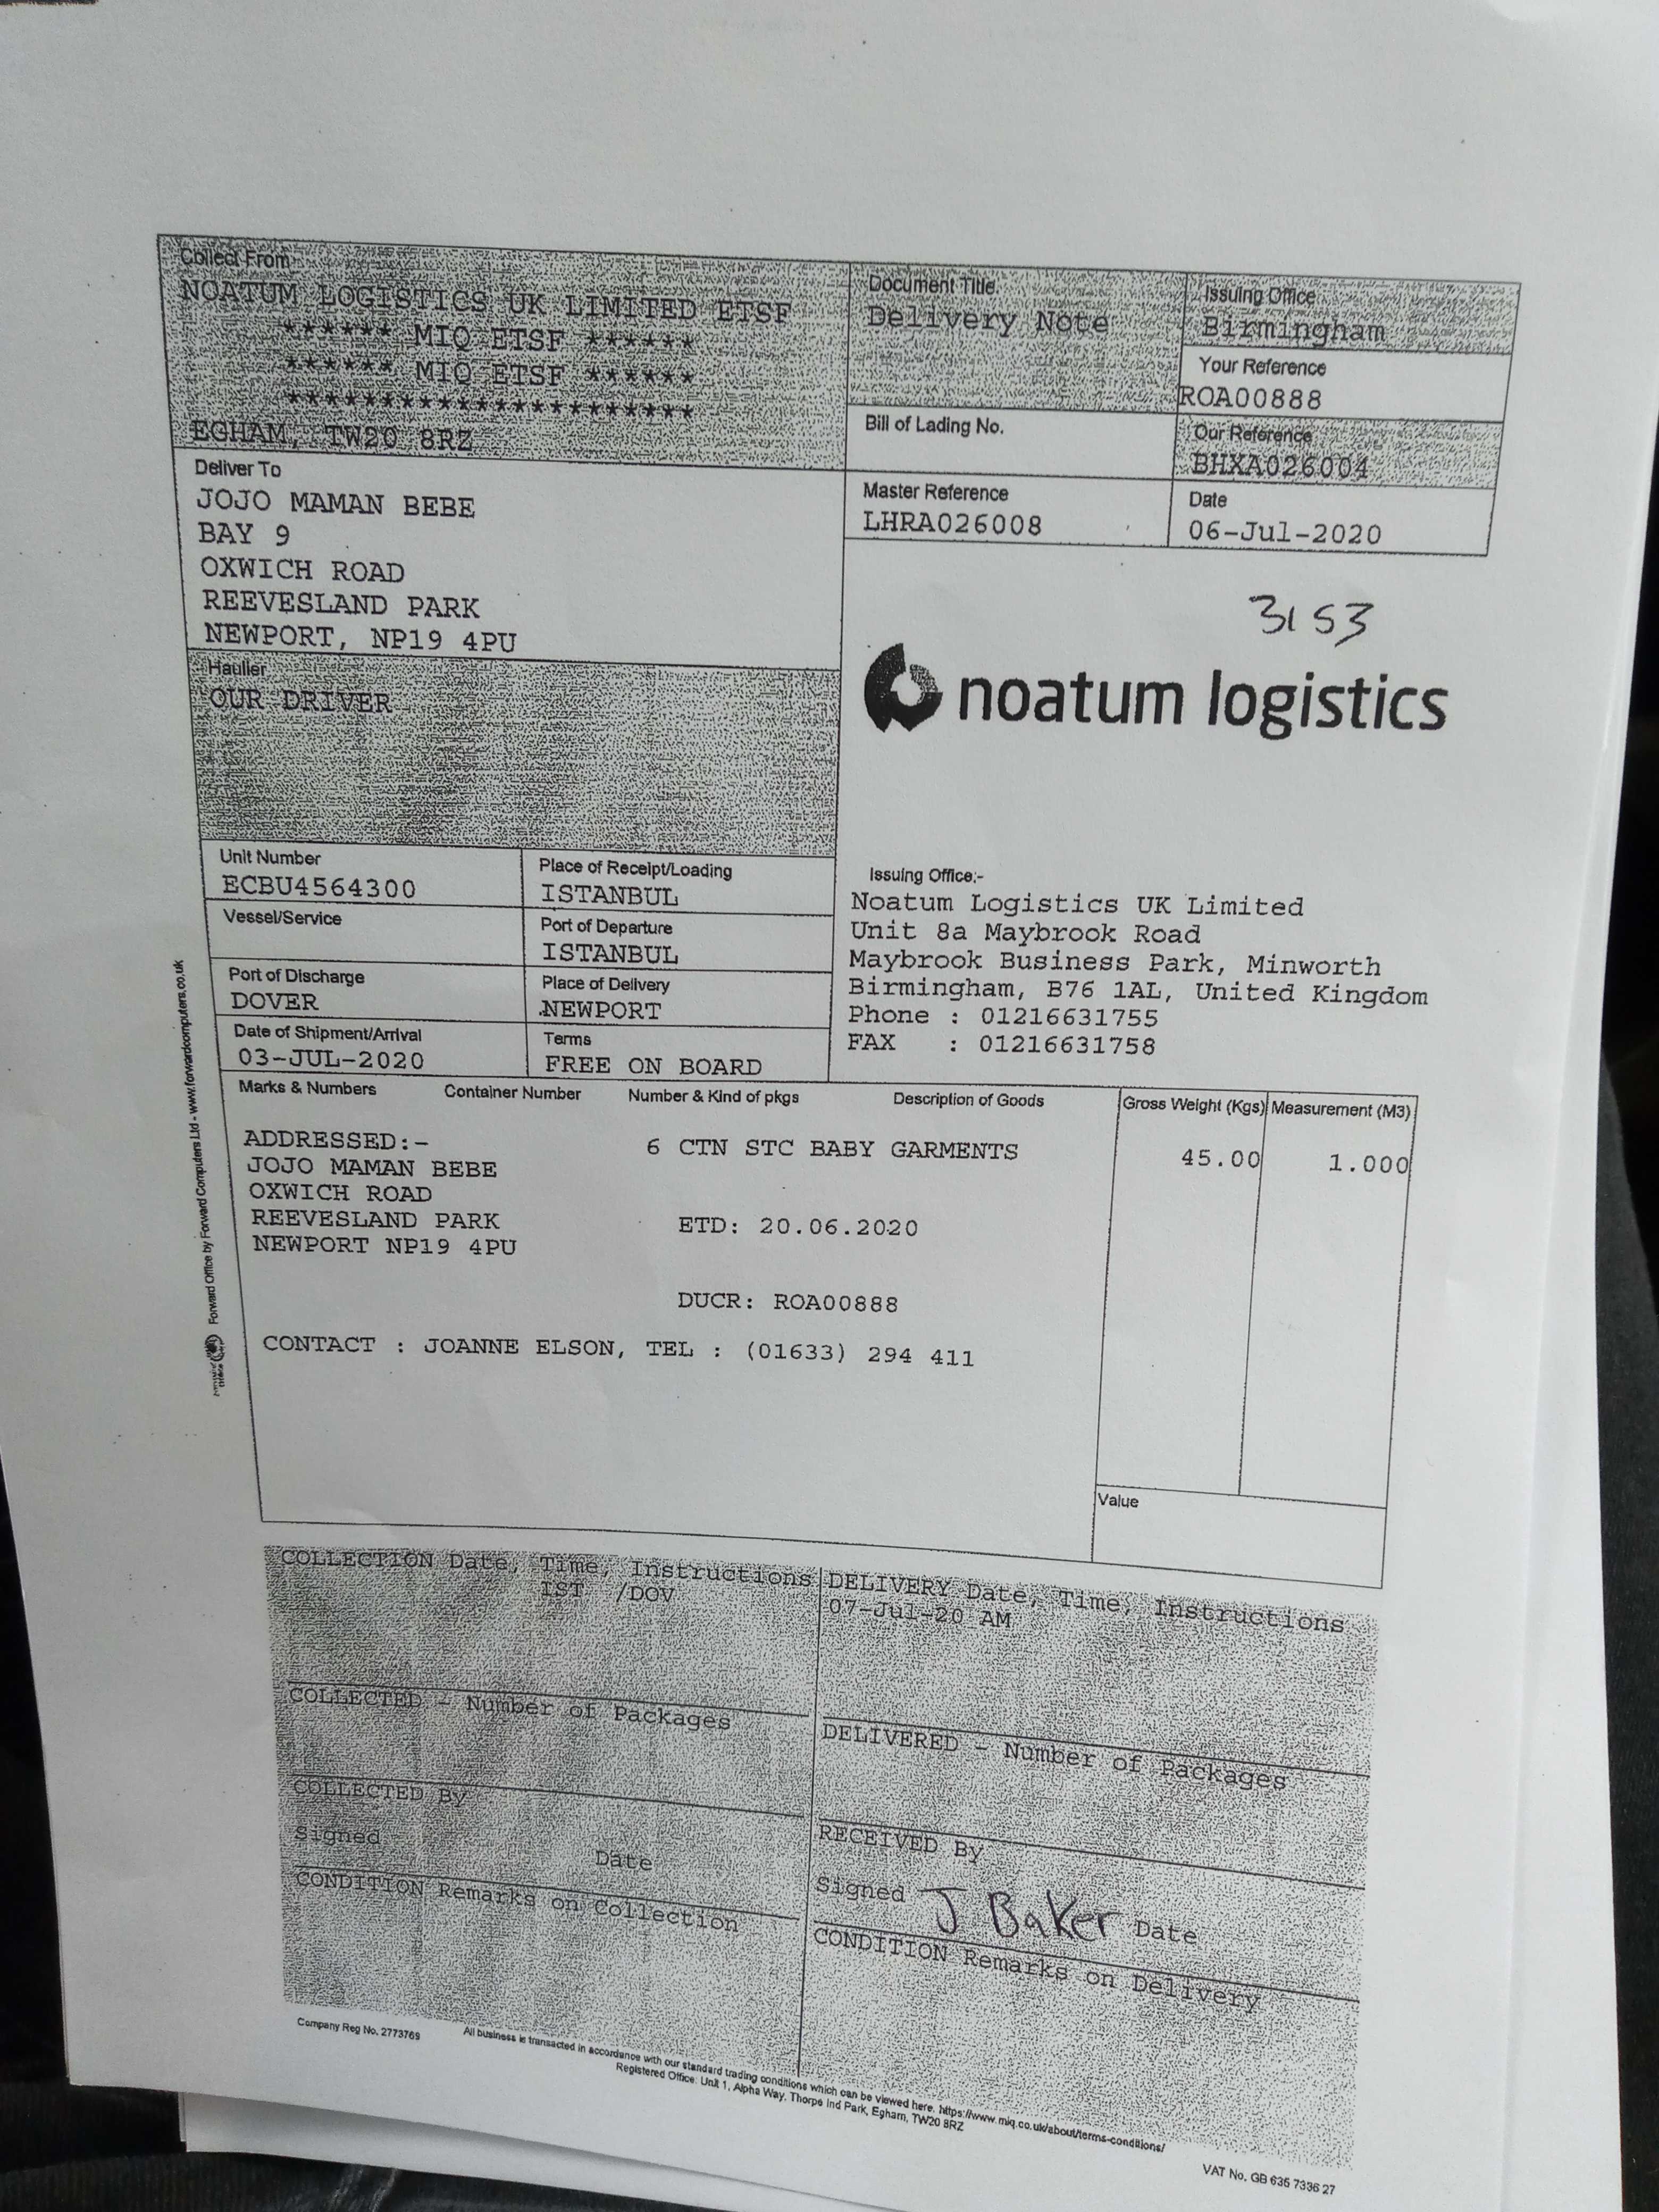 Collect From
NOATUM LOGISTICS UK LIMITED ETSF
****** MIQ ETSF ******
****** MIQ ETSF ******
**********************
EGHAM, TW20 8RZ
Document Title
Delivery Note
Issuing Office
Birmingham
Your Reference
ROA00888
Bill of Lading No.
Our Reference
BHXA026004
Master Reference
LHRA026008
Date
06-Jul-2020
Deliver To
JOJO MAMAN BEBE
BAY 9
OXWICH ROAD
REEVESLAND PARK
NEWPORT, NP19 4PU
3153
noatum logistics
Haulier
OUR DRIVER
Unit Number
ECBU4564300
Place of Receipt/Loading
ISTANBUL
Vessel/Service
Port of Departure
ISTANBUL
Port of Discharge
DOVER
Place of Delivery
NEWPORT
Date of Shipment/Arrival
03-JUL-2020
Terms
FREE ON BOARD
Issuing Office:-
Noatum Logistics UK Limited
Unit 8a Maybrook Road
Maybrook Business Park, Minworth
Birmingham, B76 1AL, United Kingdom
Phone : 01216631755
FAX : 01216631758
Marks & Numbers Container Number Number & Kind of pkgs Description of Goods Gross Weight (Kgs) Measurement (M3)
ADDRESSED:- 6 CTN STC BABY GARMENTS 45.00 1.000
JOJO MAMAN BEBE
OXWICH ROAD
REEVESLAND PARK ETD: 20.06.2020
NEWPORT NP19 4PU
DUCR: ROA00888
CONTACT : JOANNE ELSON, TEL : (01633) 294 411
Value
Forward Office by Forward Computers Ltd - www.forwardcomputers.co.uk
COLLECTION Date, Time, Instructions
IST /DOV
DELIVERY Date, Time, Instructions
07-Jul-20 AM
COLLECTED - Number of Packages
DELIVERED - Number of Packages
COLLECTED By
Signed Date
RECEIVED By
Signed J Baker Date
CONDITION Remarks on Collection
CONDITION Remarks on Delivery
Company Reg No. 2773769
All business is transacted in accordance with our standard trading conditions which can be viewed here. https://www.miq.co.uk/about/terms-conditions/
Registered Office: Unit 1, Alpha Way, Thorpe Ind Park, Egham, TW20 8RZ
VAT No. GB 635 7336 27